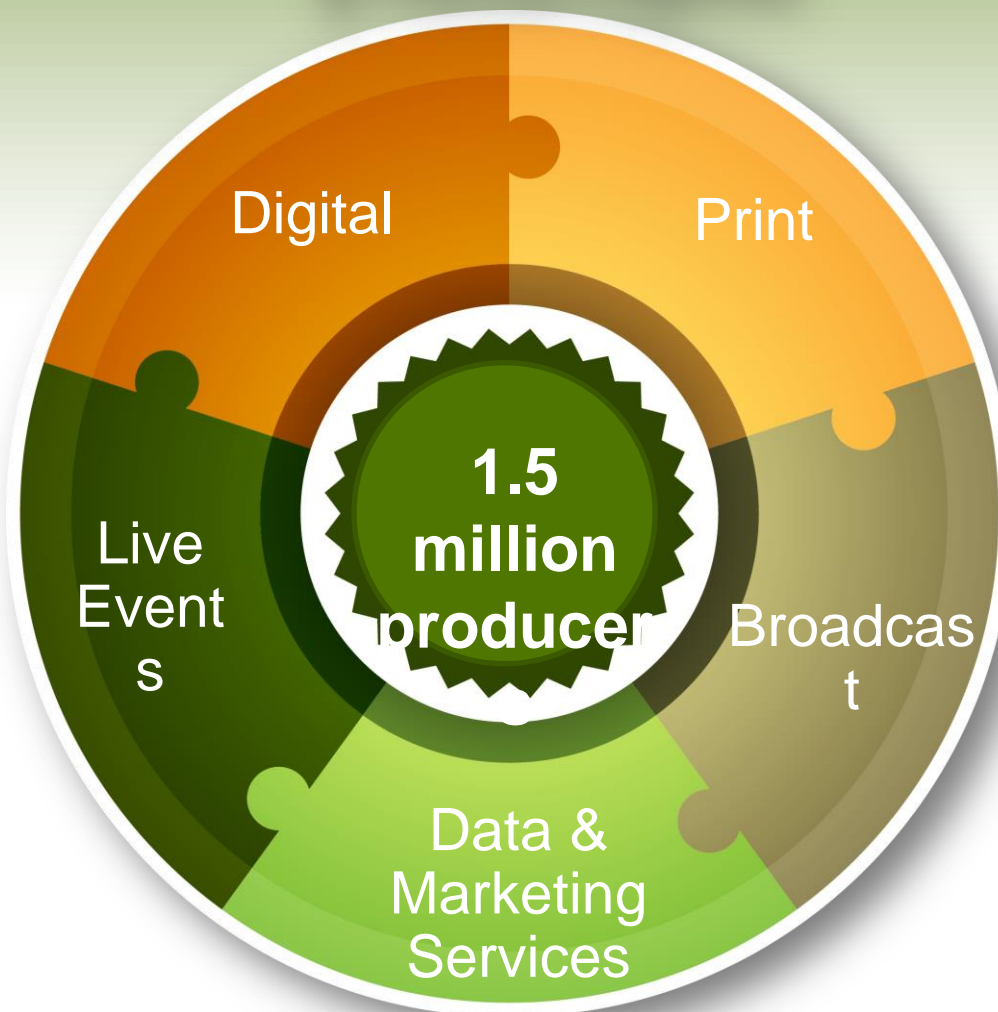 Digital
Print
1.5
million
producer
s
Live
Event
s
Broadcas
t
Data &
Marketing
Services